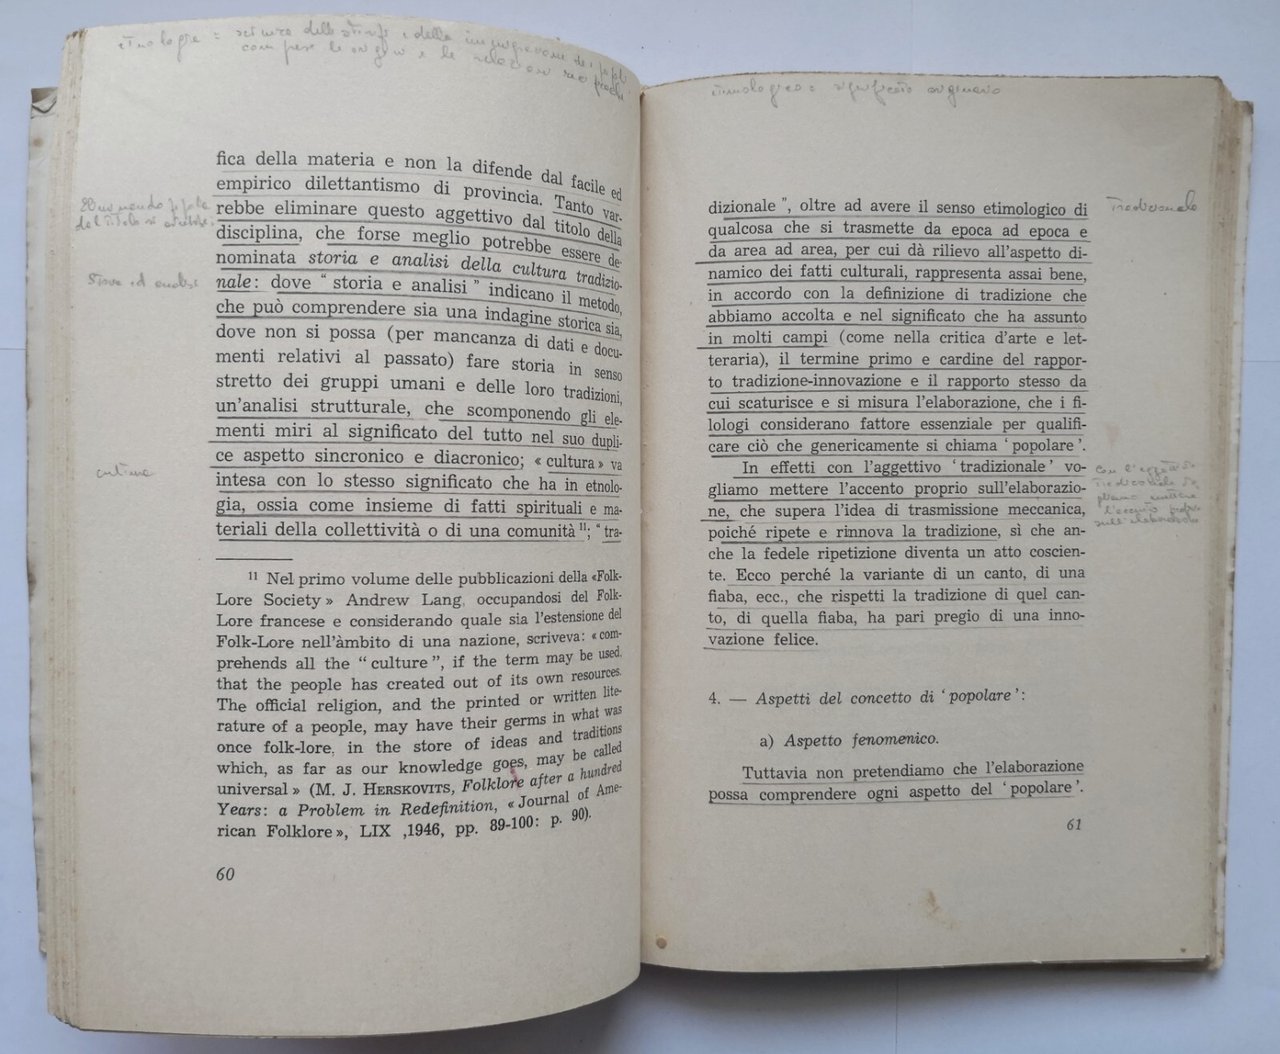 etnologia = scienza delle stirpi e della
fica della materia e non la difende dal facile ed
empirico dilettantismo di provincia. Tanto var-
rebbe eliminare questo aggettivo dal titolo della
disciplina, che forse meglio potrebbe essere de-
nominata storia e analisi della cultura tradizio-
nale: dove “ storia e analisi ” indicano il metodo,
che può comprendere sia una indagine storica sia,
dove non si possa (per mancanza di dati e docu-
menti relativi al passato) fare storia in senso
stretto dei gruppi umani e delle loro tradizioni,
un'analisi strutturale, che scomponendo gli ele-
menti miri al significato del tutto nel suo dupli-
ce aspetto sincronico e diacronico; « cultura » va
intesa con lo stesso significato che ha in etnolo-
gia, ossia come insieme di fatti spirituali e ma-
teriali della collettività o di una comunità ¹¹; “ tra-
Storia ed analisi
cultura
¹¹ Nel primo volume delle pubblicazioni della «Folk-
Lore Society» Andrew Lang, occupandosi del Folk-
Lore francese e considerando quale sia l'estensione del
Folk-Lore nell'àmbito di una nazione, scriveva: « com-
prehends all the “ culture ”, if the term may be used,
that the people has created out of its own resources.
The official religion, and the printed or written lite-
rature of a people, may have their germs in what was
once folk-lore, in the store of ideas and traditions
which, as far as our knowledge goes, may be called
universal » (M. J. HERSKOVITS, Folklore after a hundred
Years: a Problem in Redefinition, « Journal of Ame-
rican Folklore », LIX ,1946, pp. 89-100: p. 90).
60
etimologico = significato originario
dizionale ”, oltre ad avere il senso etimologico di
qualcosa che si trasmette da epoca ad epoca e
da area ad area, per cui dà rilievo all'aspetto di-
namico dei fatti culturali, rappresenta assai bene,
in accordo con la definizione di tradizione che
abbiamo accolta e nel significato che ha assunto
in molti campi (come nella critica d'arte e let-
teraria), il termine primo e cardine del rappor-
to tradizione-innovazione e il rapporto stesso da
cui scaturisce e si misura l'elaborazione, che i fi-
lologi considerano fattore essenziale per qualifi-
care ciò che genericamente si chiama ‘ popolare ’.
In effetti con l'aggettivo ‘ tradizionale ’ vo-
gliamo mettere l'accento proprio sull'elaborazio-
ne, che supera l'idea di trasmissione meccanica,
poiché ripete e rinnova la tradizione, sì che an-
che la fedele ripetizione diventa un atto coscien-
te. Ecco perché la variante di un canto, di una
fiaba, ecc., che rispetti la tradizione di quel can-
to, di quella fiaba, ha pari pregio di una inno-
vazione felice.
Tradizionale
4. — Aspetti del concetto di ‘ popolare ’:
a) Aspetto fenomenico.
Tuttavia non pretendiamo che l'elaborazione
possa comprendere ogni aspetto del ‘ popolare ’.
61